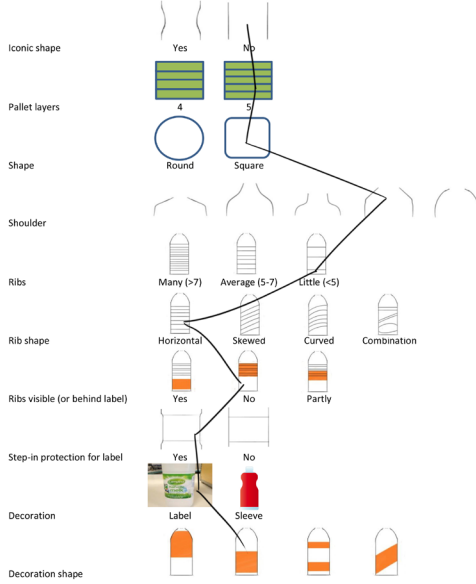 Iconic shape Yes No
Pallet layers 4 5
Shape Round Square
Shoulder
Ribs Many (>7) Average (5-7) Little (<5)
Rib shape Horizontal Skewed Curved Combination
Ribs visible (or behind label) Yes No Partly
Step-in protection for label Yes No
Decoration Label Sleeve
Decoration shape